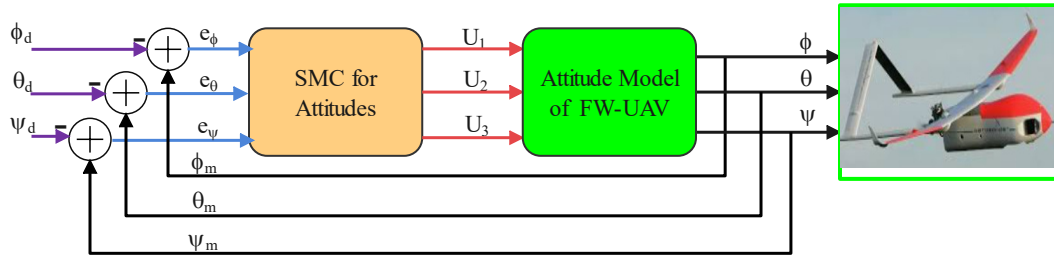 ϕd
θd
ψd
eϕ
eθ
eψ
SMC for
Attitudes
U1
U2
U3
Attitude Model
of FW-UAV
ϕ
θ
ψ
ϕm
θm
ψm